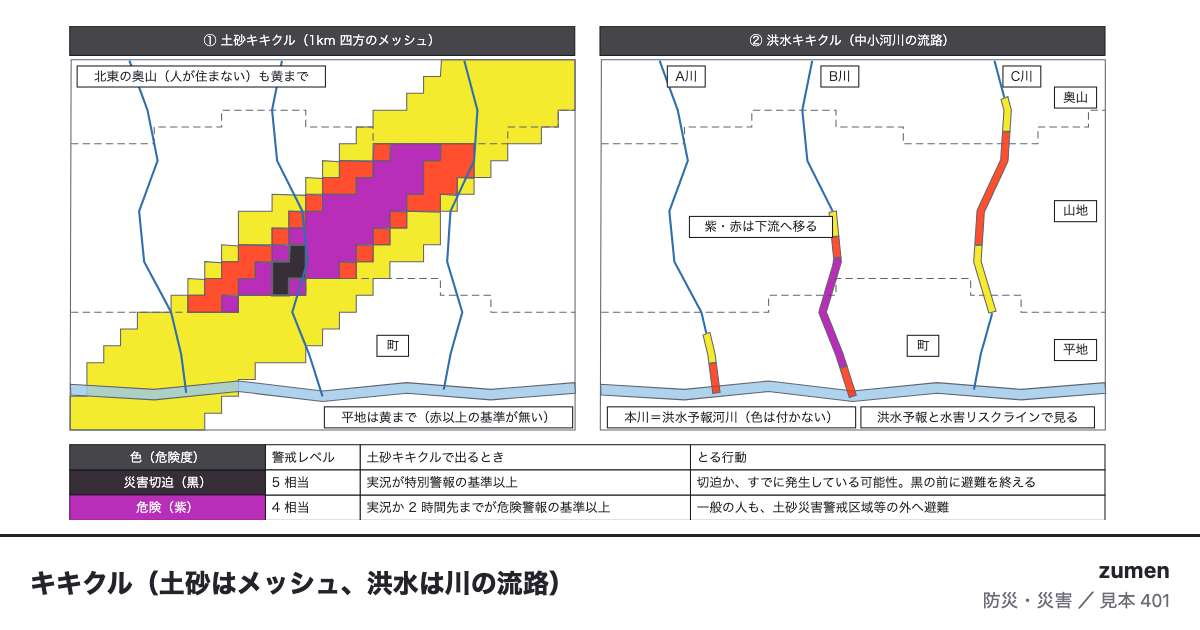 ① 土砂キキクル（1km 四方のメッシュ）
北東の奥山（人が住まない）も黄まで
町
平地は黄まで（赤以上の基準が無い）
② 洪水キキクル（中小河川の流路）
A川
B川
C川
奥山
紫・赤は下流へ移る
山地
町
平地
本川＝洪水予報河川（色は付かない）
洪水予報と水害リスクラインで見る
色（危険度） 警戒レベル 土砂キキクルで出るとき とる行動
災害切迫（黒） 5 相当 実況が特別警報の基準以上 切迫か、すでに発生している可能性。黒の前に避難を終える
危険（紫） 4 相当 実況か 2 時間先までが危険警報の基準以上 一般の人も、土砂災害警戒区域等の外へ避難
キキクル（土砂はメッシュ、洪水は川の流路）
zumen
防災・災害 ／ 見本 401